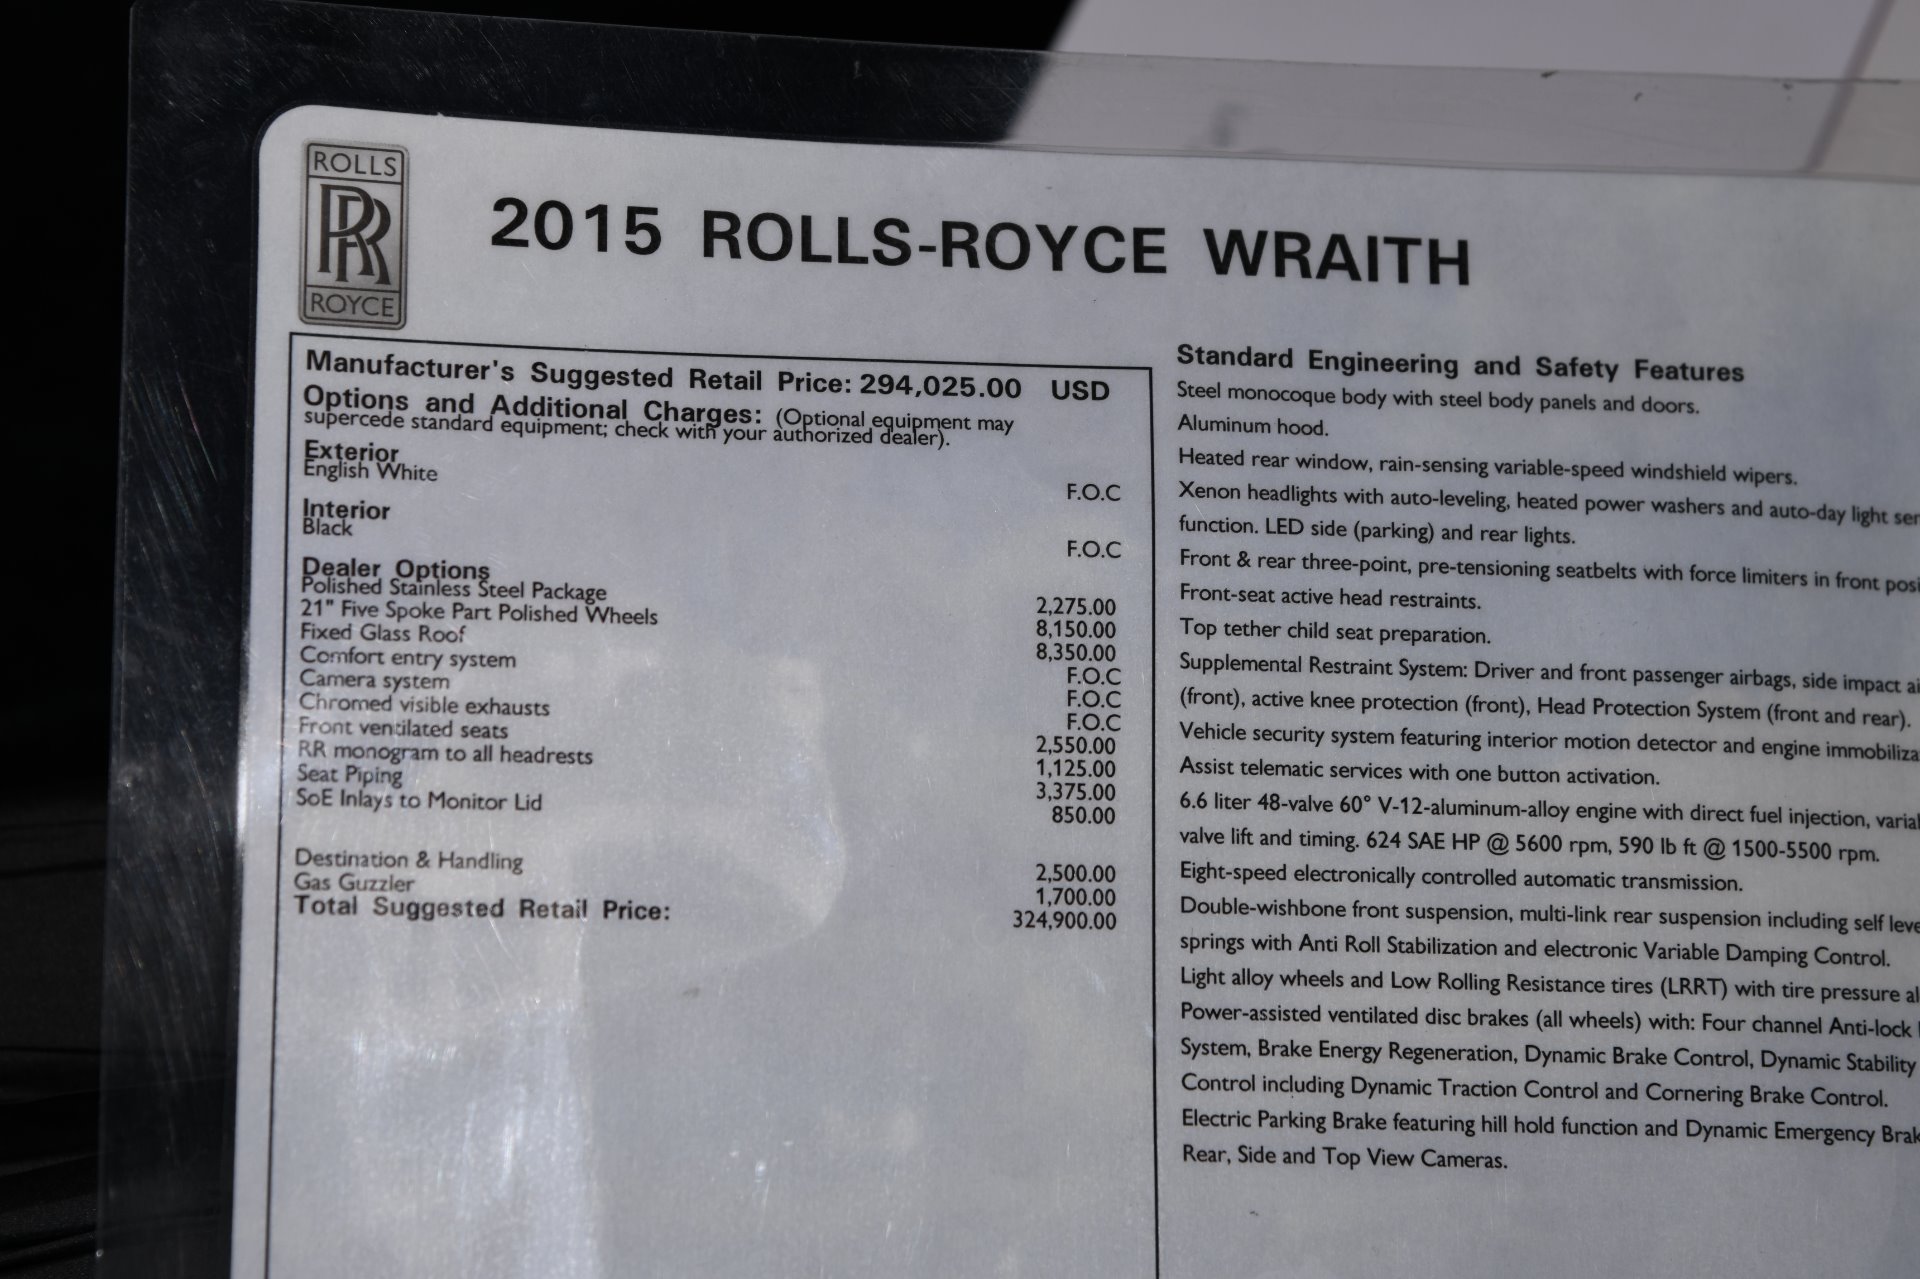 ROLLS
RR
ROYCE
2015 ROLLS-ROYCE WRAITH
Manufacturer's Suggested Retail Price: 294,025.00 USD
Options and Additional Charges: (Optional equipment may
supercede standard equipment; check with your authorized dealer).
Exterior
English White F.O.C
Interior
Black F.O.C
Dealer Options
Polished Stainless Steel Package 2,275.00
21" Five Spoke Part Polished Wheels 8,150.00
Fixed Glass Roof 8,350.00
Comfort entry system F.O.C
Camera system F.O.C
Chromed visible exhausts F.O.C
Front ventilated seats 2,550.00
RR monogram to all headrests 1,125.00
Seat Piping 3,375.00
SoE Inlays to Monitor Lid 850.00
Destination & Handling 2,500.00
Gas Guzzler 1,700.00
Total Suggested Retail Price: 324,900.00
Standard Engineering and Safety Features
Steel monocoque body with steel body panels and doors.
Aluminum hood.
Heated rear window, rain-sensing variable-speed windshield wipers.
Xenon headlights with auto-leveling, heated power washers and auto-day light ser
function. LED side (parking) and rear lights.
Front & rear three-point, pre-tensioning seatbelts with force limiters in front posi
Front-seat active head restraints.
Top tether child seat preparation.
Supplemental Restraint System: Driver and front passenger airbags, side impact ai
(front), active knee protection (front), Head Protection System (front and rear).
Vehicle security system featuring interior motion detector and engine immobiliza
Assist telematic services with one button activation.
6.6 liter 48-valve 60° V-12-aluminum-alloy engine with direct fuel injection, varial
valve lift and timing. 624 SAE HP @ 5600 rpm, 590 lb ft @ 1500-5500 rpm.
Eight-speed electronically controlled automatic transmission.
Double-wishbone front suspension, multi-link rear suspension including self leve
springs with Anti Roll Stabilization and electronic Variable Damping Control.
Light alloy wheels and Low Rolling Resistance tires (LRRT) with tire pressure al
Power-assisted ventilated disc brakes (all wheels) with: Four channel Anti-lock
System, Brake Energy Regeneration, Dynamic Brake Control, Dynamic Stability
Control including Dynamic Traction Control and Cornering Brake Control.
Electric Parking Brake featuring hill hold function and Dynamic Emergency Brak
Rear, Side and Top View Cameras.